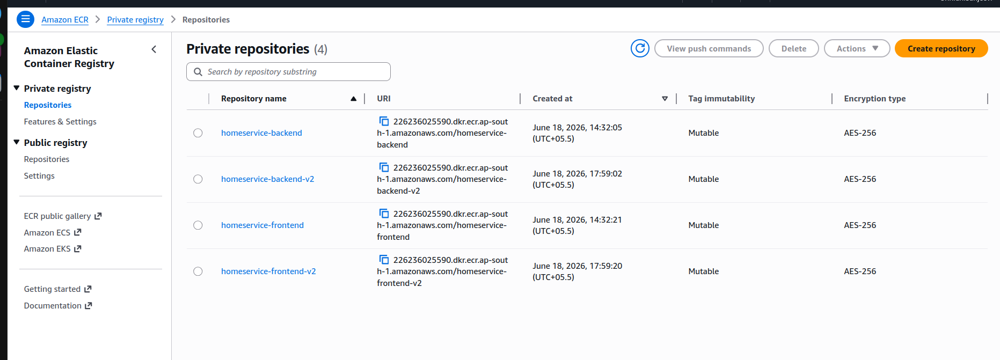 Amazon ECR > Private registry > Repositories
Amazon Elastic
Container Registry
Private registry
Repositories
Features & Settings
Public registry
Repositories
Settings
ECR public gallery
Amazon ECS
Amazon EKS
Getting started
Documentation
Private repositories (4)
View push commands
Delete
Actions
Create repository
Search by repository substring
Repository name URI Created at Tag immutability Encryption type
homeservice-backend
226236025590.dkr.ecr.ap-sout
h-1.amazonaws.com/homeservice-
backend
June 18, 2026, 14:32:05
(UTC+05.5)
Mutable
AES-256
homeservice-backend-v2
226236025590.dkr.ecr.ap-sout
h-1.amazonaws.com/homeservice-
backend-v2
June 18, 2026, 17:59:02
(UTC+05.5)
Mutable
AES-256
homeservice-frontend
226236025590.dkr.ecr.ap-sout
h-1.amazonaws.com/homeservice-
frontend
June 18, 2026, 14:32:21
(UTC+05.5)
Mutable
AES-256
homeservice-frontend-v2
226236025590.dkr.ecr.ap-sout
h-1.amazonaws.com/homeservice-
frontend-v2
June 18, 2026, 17:59:20
(UTC+05.5)
Mutable
AES-256